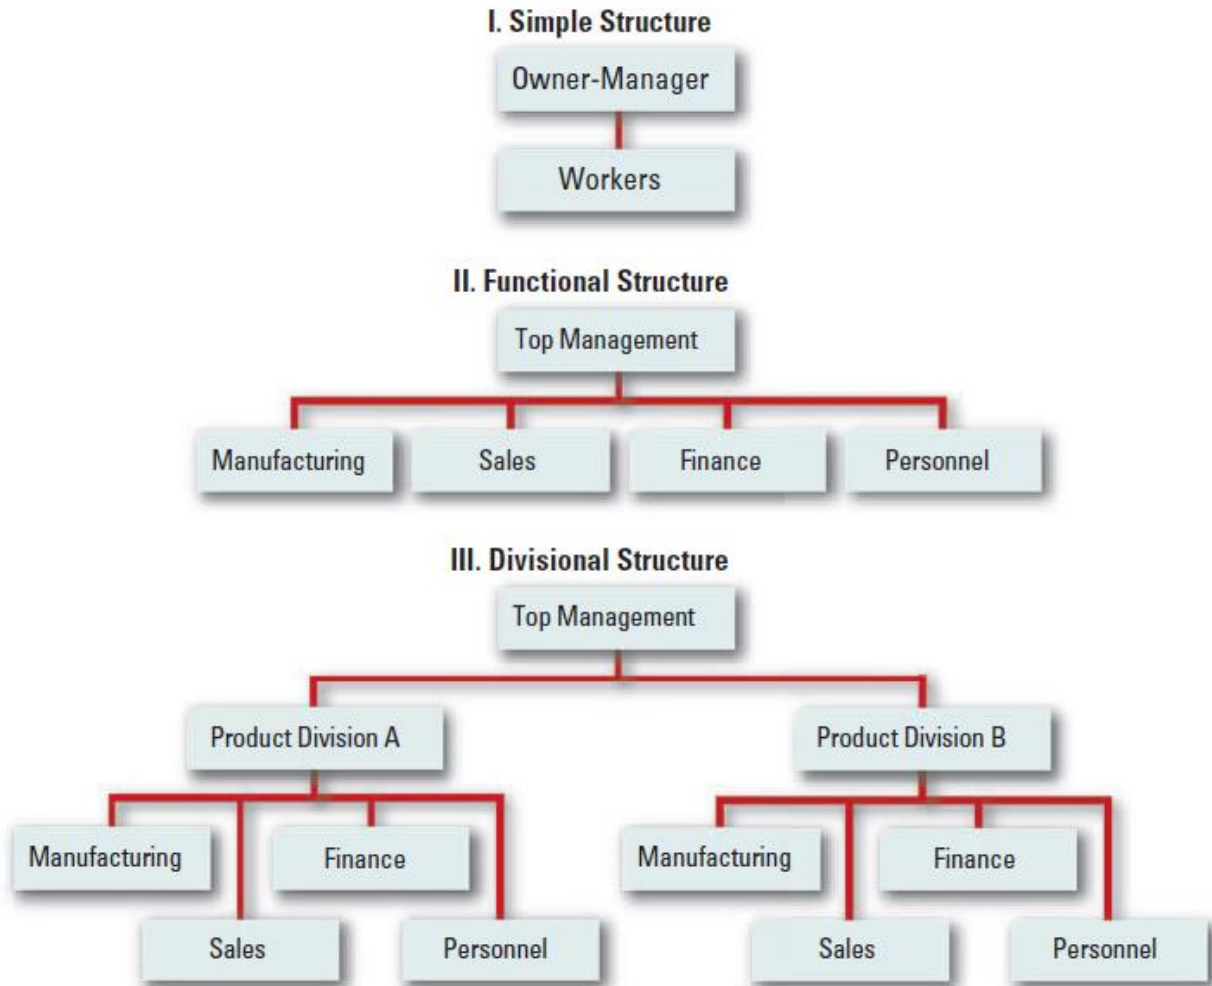 I. Simple Structure
Owner-Manager
Workers
II. Functional Structure
Top Management
Manufacturing
Sales
Finance
Personnel
III. Divisional Structure
Top Management
Product Division A
Product Division B
Manufacturing
Finance
Sales
Personnel
Manufacturing
Finance
Sales
Personnel